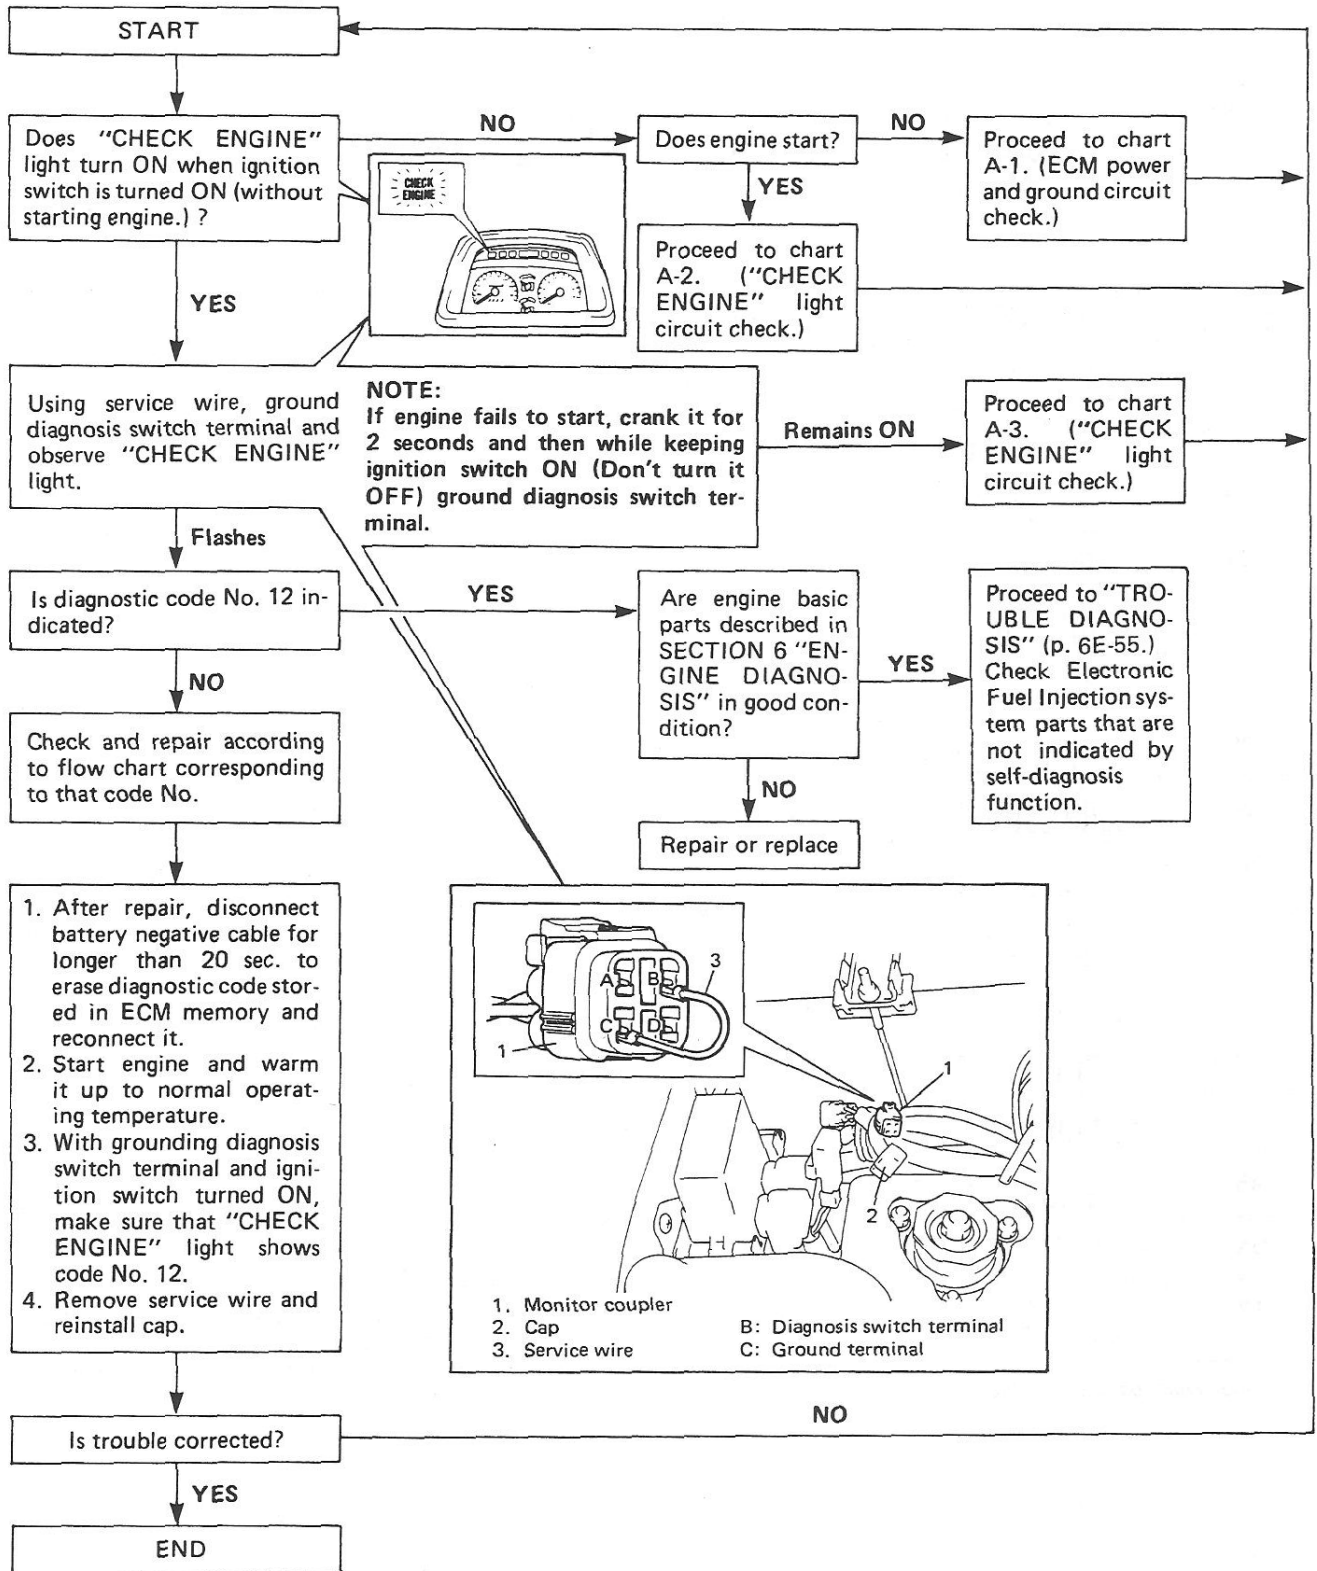 START
Does "CHECK ENGINE"
light turn ON when ignition
switch is turned ON (without
starting engine.) ?
NO
Does engine start?
NO
Proceed to chart
A-1. (ECM power
and ground circuit
check.)
CHECK
ENGINE
YES
Proceed to chart
A-2. ("CHECK
ENGINE" light
circuit check.)
YES
Using service wire, ground
diagnosis switch terminal and
observe "CHECK ENGINE"
light.
NOTE:
If engine fails to start, crank it for
2 seconds and then while keeping
ignition switch ON (Don't turn it
OFF) ground diagnosis switch ter-
minal.
Remains ON
Proceed to chart
A-3. ("CHECK
ENGINE" light
circuit check.)
Flashes
Is diagnostic code No. 12 in-
dicated?
YES
Are engine basic
parts described in
SECTION 6 "EN-
GINE DIAGNO-
SIS" in good con-
dition?
YES
Proceed to "TRO-
UBLE DIAGNO-
SIS" (p. 6E-55.)
Check Electronic
Fuel Injection sys-
tem parts that are
not indicated by
self-diagnosis
function.
NO
Check and repair according
to flow chart corresponding
to that code No.
NO
Repair or replace
1. After repair, disconnect
battery negative cable for
longer than 20 sec. to
erase diagnostic code stor-
ed in ECM memory and
reconnect it.
2. Start engine and warm
it up to normal operat-
ing temperature.
3. With grounding diagnosis
switch terminal and igni-
tion switch turned ON,
make sure that "CHECK
ENGINE" light shows
code No. 12.
4. Remove service wire and
reinstall cap.
A B 3
C D
1
1
2
1. Monitor coupler
2. Cap B: Diagnosis switch terminal
3. Service wire C: Ground terminal
Is trouble corrected?
NO
YES
END